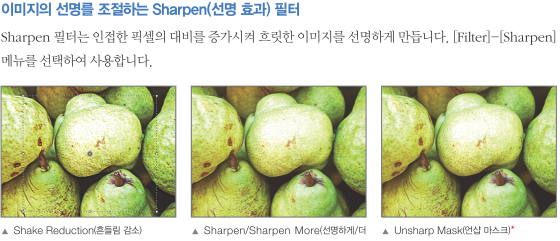 이미지의 선명를 조절하는 Sharpen(선명 효과) 필터
Sharpen 필터는 인접한 픽셀의 대비를 증가시켜 흐릿한 이미지를 선명하게 만듭니다. [Filter]-[Sharpen]
메뉴를 선택하여 사용합니다.
▲ Shake Reduction(흔들림 감소)
▲ Sharpen/Sharpen More(선명하게/더
▲ Unsharp Mask(언샵 마스크)*